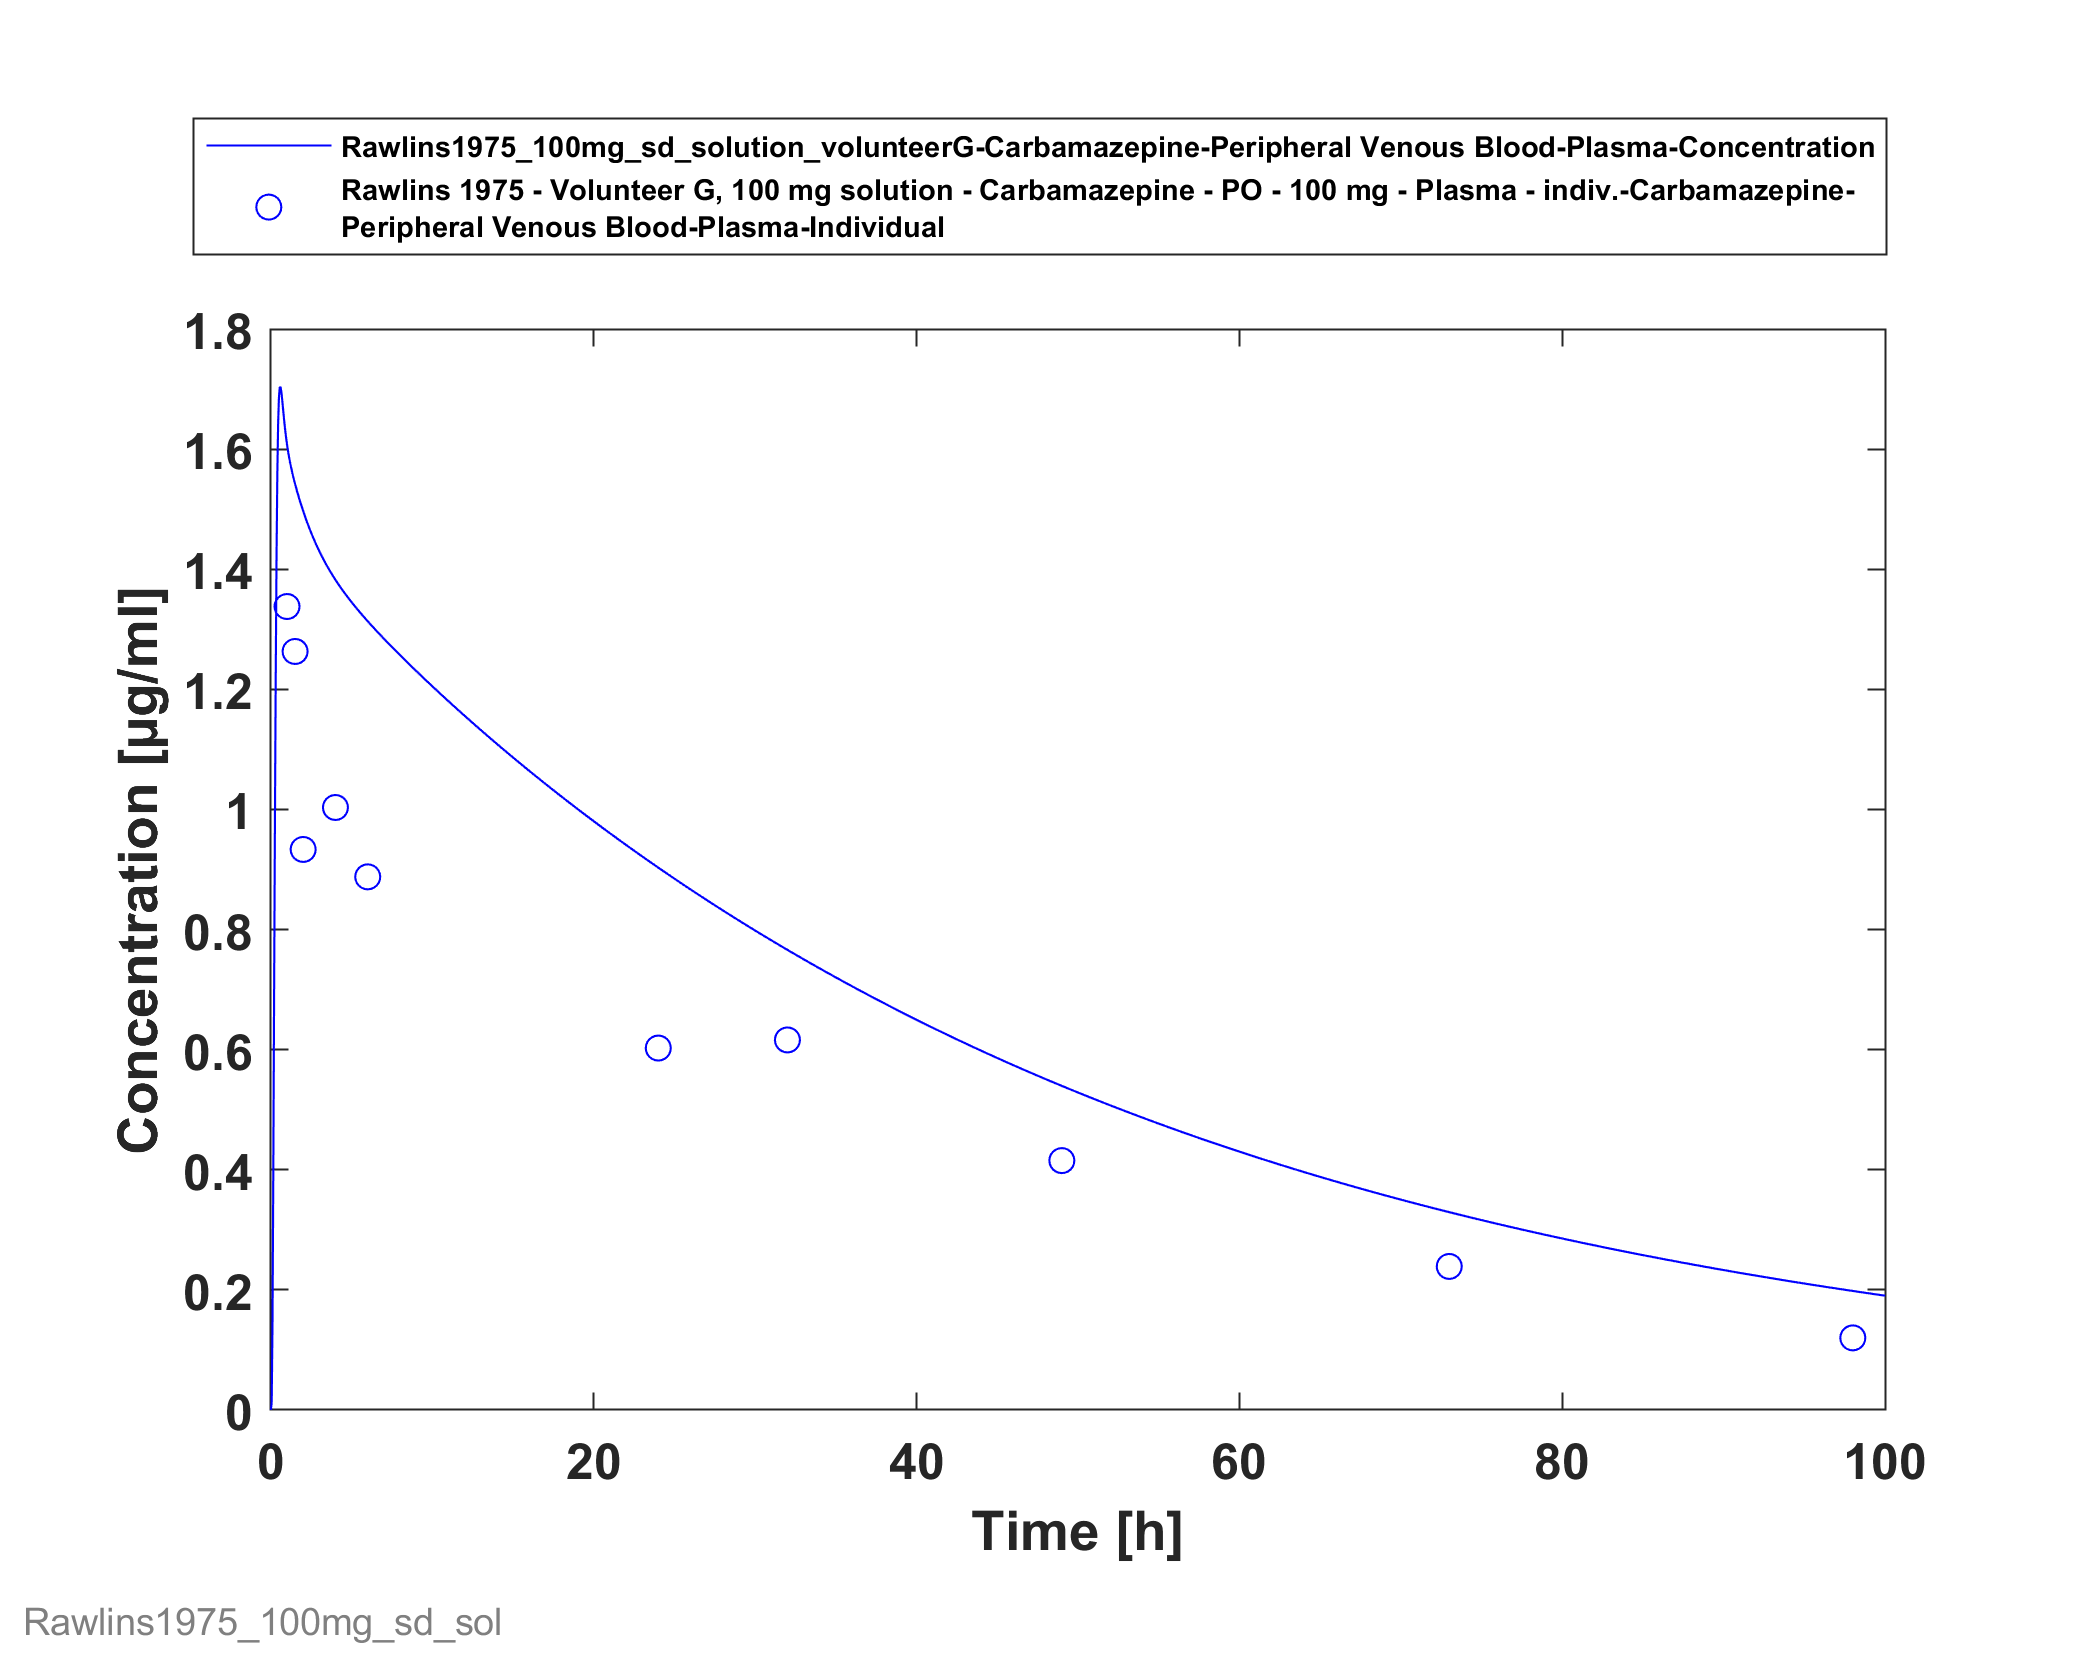 Rawlins1975_100mg_sd_solution_volunteerG-Carbamazepine-Peripheral Venous Blood-Plasma-Concentration
Rawlins 1975 - Volunteer G, 100 mg solution - Carbamazepine - PO - 100 mg - Plasma - indiv.-Carbamazepine-
Peripheral Venous Blood-Plasma-Individual
1.8
1.6
1.4
1.2
1
0.8
0.6
0.4
0.2
0
Concentration [µg/ml]
0 20 40 60 80 100
Time [h]
Rawlins1975_100mg_sd_sol